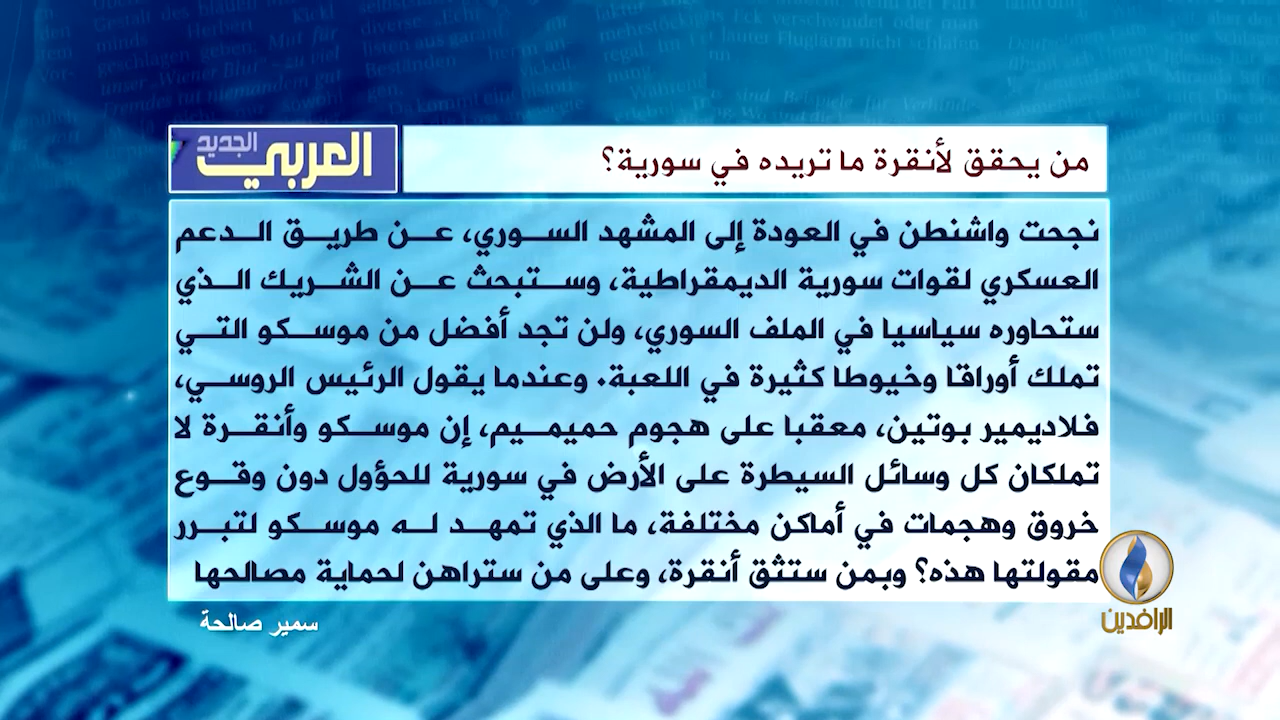 من يحقق لأنقرة ما تريده في سورية؟
العربي الجديد
نجحت واشنطن في العودة إلى المشهد السوري، عن طريق الدعم
العسكري لقوات سورية الديمقراطية، وستبحث عن الشريك الذي
ستحاوره سياسيا في الملف السوري، ولن تجد أفضل من موسكو التي
تملك أوراقا وخيوطا كثيرة في اللعبة. وعندما يقول الرئيس الروسي،
فلاديمير بوتين، معقبا على هجوم حميميم، إن موسكو وأنقرة لا
تملكان كل وسائل السيطرة على الأرض في سورية للحؤول دون وقوع
خروق وهجمات في أماكن مختلفة، ما الذي تمهد له موسكو لتبرر
مقولتها هذه؟ وبمن ستثق أنقرة، وعلى من ستراهن لحماية مصالحها
سمير صالحة
الرافدين